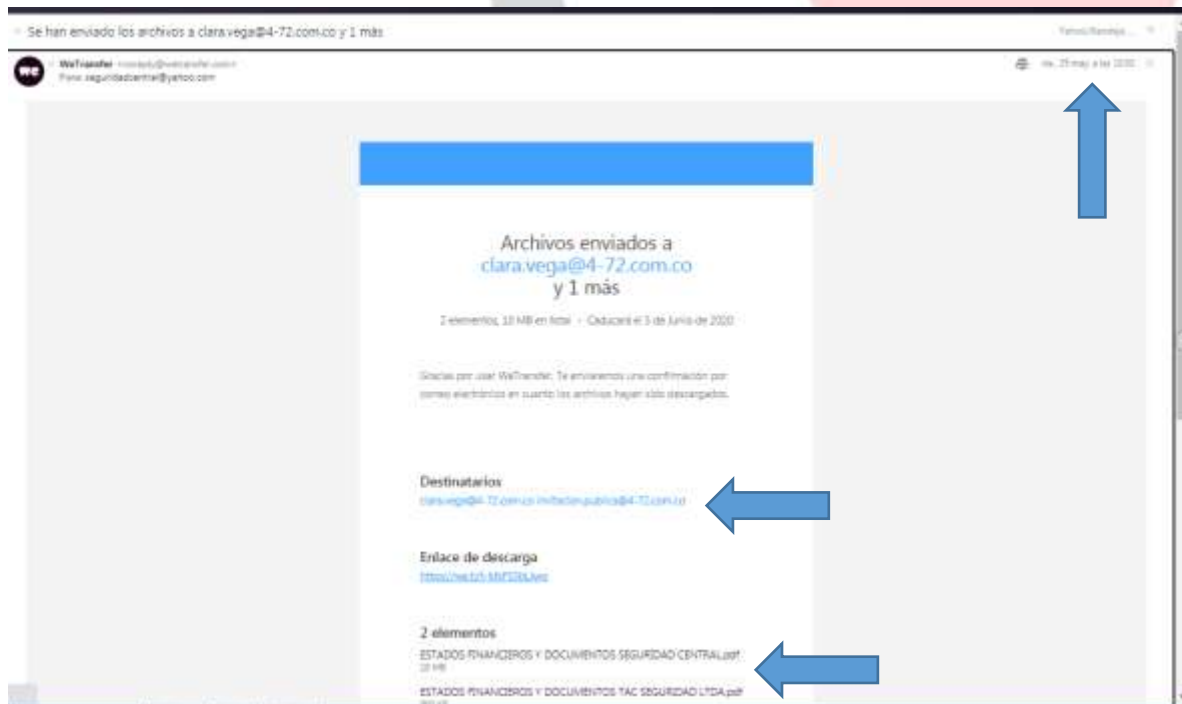 Se han enviado los archivos a clara.vega@4-72.com.co y 1 más
WeTransfer
Para: seguridadcentral@yahoo.com
Archivos enviados a
clara.vega@4-72.com.co
y 1 más
2 elementos, 10 MB en total · Caducará el 5 de Junio de 2020
Gracias por usar WeTransfer. Te enviaremos una confirmación por
correo electrónico en cuanto los archivos hayan sido descargados.
Destinatarios
clara.vega@4-72.com.co invitacion.publica@4-72.com.co
Enlace de descarga
2 elementos
ESTADOS FINANCIEROS Y DOCUMENTOS SEGURIDAD CENTRAL.pdf
10 MB
ESTADOS FINANCIEROS Y DOCUMENTOS TAC SEGURIDAD LTDA.pdf